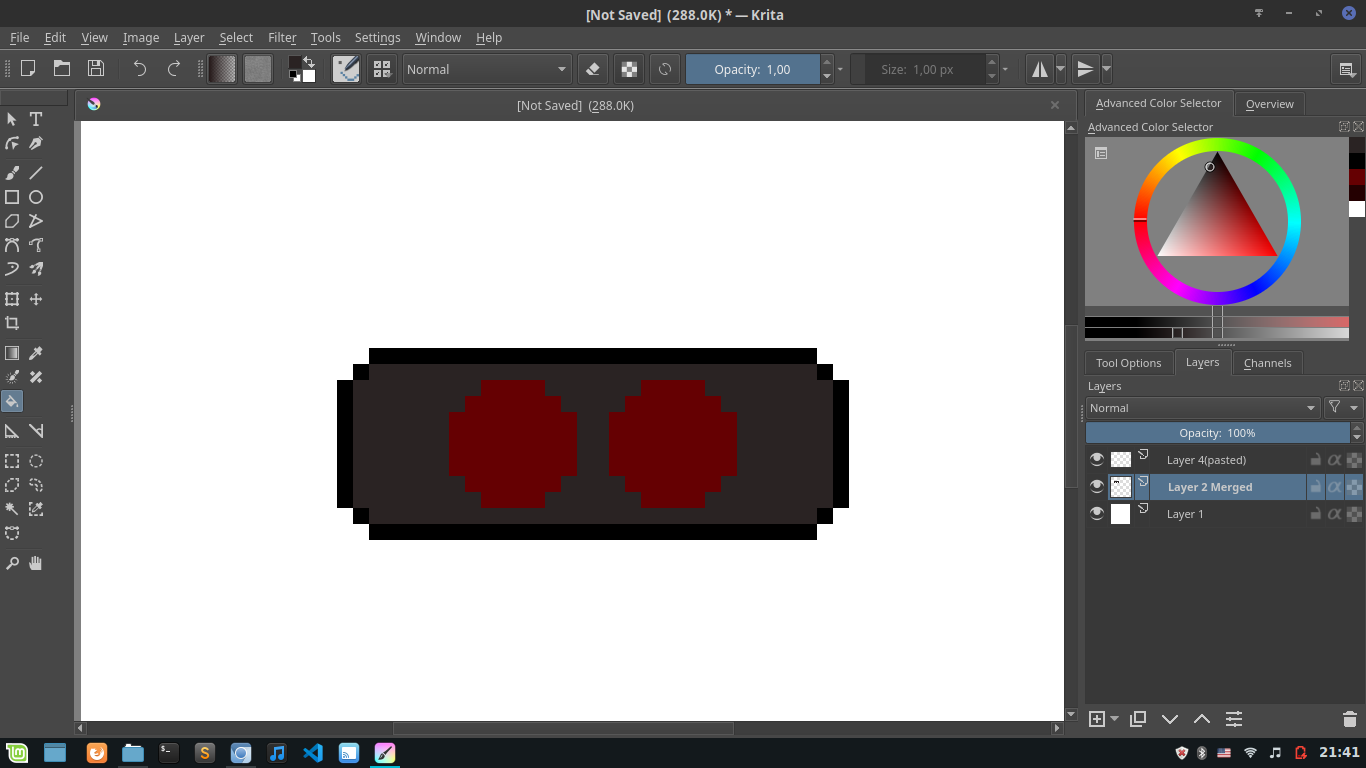 [Not Saved] (288.0K) * — Krita
File Edit View Image Layer Select Filter Tools Settings Window Help
Normal Opacity: 1,00 Size: 1,00 px
[Not Saved] (288.0K)
Advanced Color Selector Overview
Advanced Color Selector
Tool Options Layers Channels
Layers
Normal
Opacity: 100%
Layer 4(pasted)
Layer 2 Merged
Layer 1
21:41